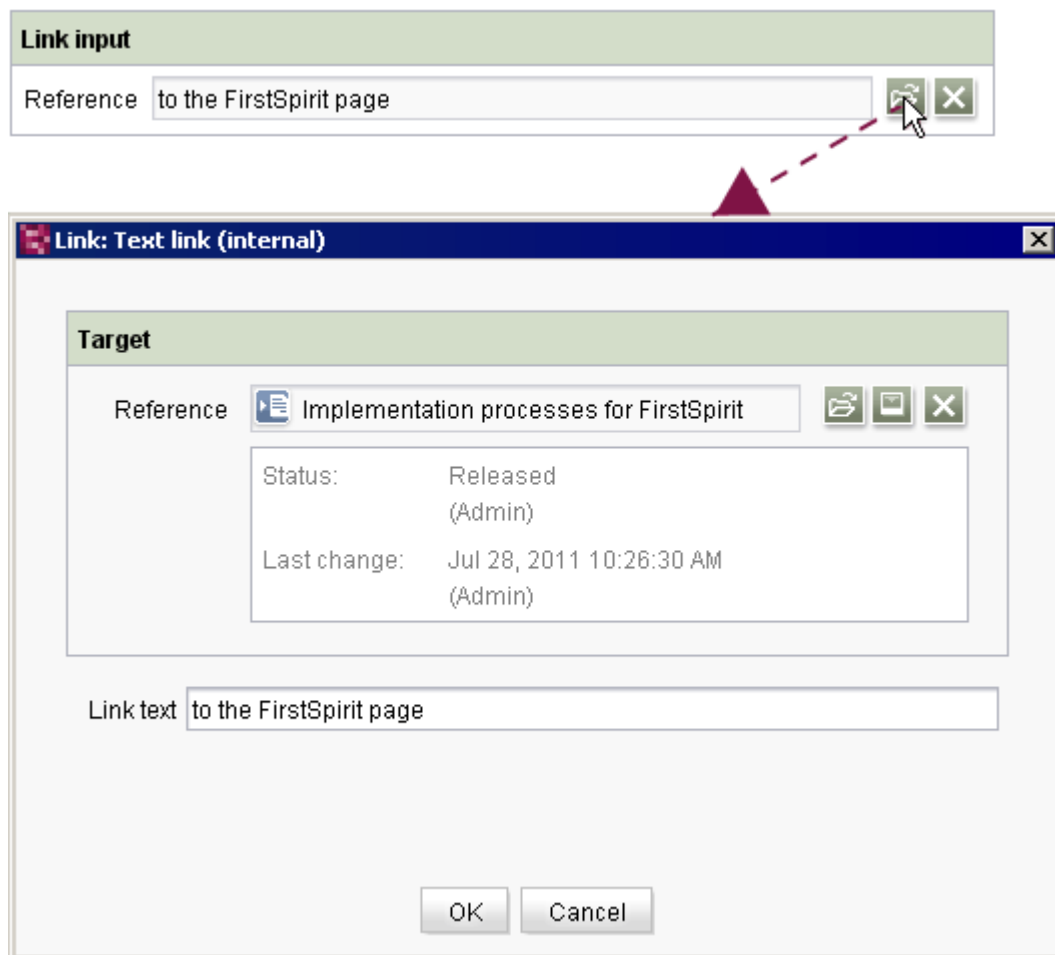 Link input
Reference to the FirstSpirit page
Link: Text link (internal)
Target
Reference Implementation processes for FirstSpirit
Status: Released
(Admin)
Last change: Jul 28, 2011 10:26:30 AM
(Admin)
Link text to the FirstSpirit page
OK Cancel